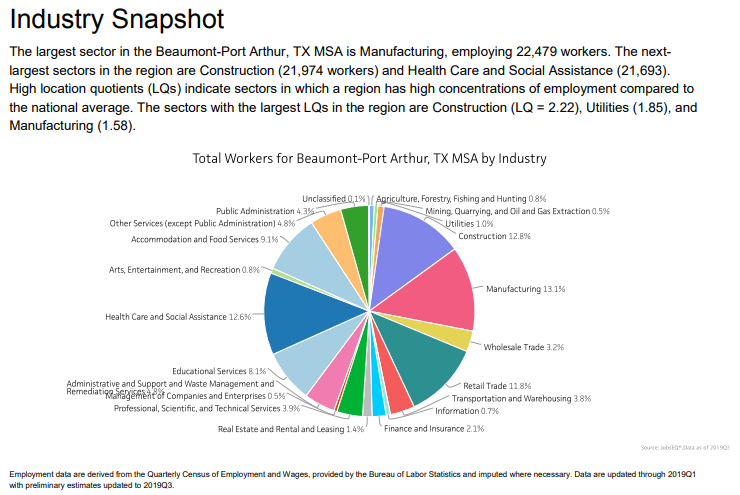 Industry Snapshot
The largest sector in the Beaumont-Port Arthur, TX MSA is Manufacturing, employing 22,479 workers. The next-
largest sectors in the region are Construction (21,974 workers) and Health Care and Social Assistance (21,693).
High location quotients (LQs) indicate sectors in which a region has high concentrations of employment compared to
the national average. The sectors with the largest LQs in the region are Construction (LQ = 2.22), Utilities (1.85), and
Manufacturing (1.58).
Total Workers for Beaumont-Port Arthur, TX MSA by Industry
Unclassified 0.1%
Agriculture, Forestry, Fishing and Hunting 0.8%
Public Administration 4.3%
Mining, Quarrying, and Oil and Gas Extraction 0.5%
Other Services (except Public Administration) 4.8%
Utilities 1.0%
Accommodation and Food Services 9.1%
Construction 12.8%
Arts, Entertainment, and Recreation 0.8%
Manufacturing 13.1%
Health Care and Social Assistance 12.6%
Wholesale Trade 3.2%
Educational Services 8.1%
Retail Trade 11.8%
Administrative and Support and Waste Management and
Remediation Services 4.8%
Management of Companies and Enterprises 0.5%
Transportation and Warehousing 3.8%
Professional, Scientific, and Technical Services 3.9%
Information 0.7%
Real Estate and Rental and Leasing 1.4%
Finance and Insurance 2.1%
Source: JobsEQ®,Data as of 2019Q3
Employment data are derived from the Quarterly Census of Employment and Wages, provided by the Bureau of Labor Statistics and imputed where necessary. Data are updated through 2019Q1
with preliminary estimates updated to 2019Q3.